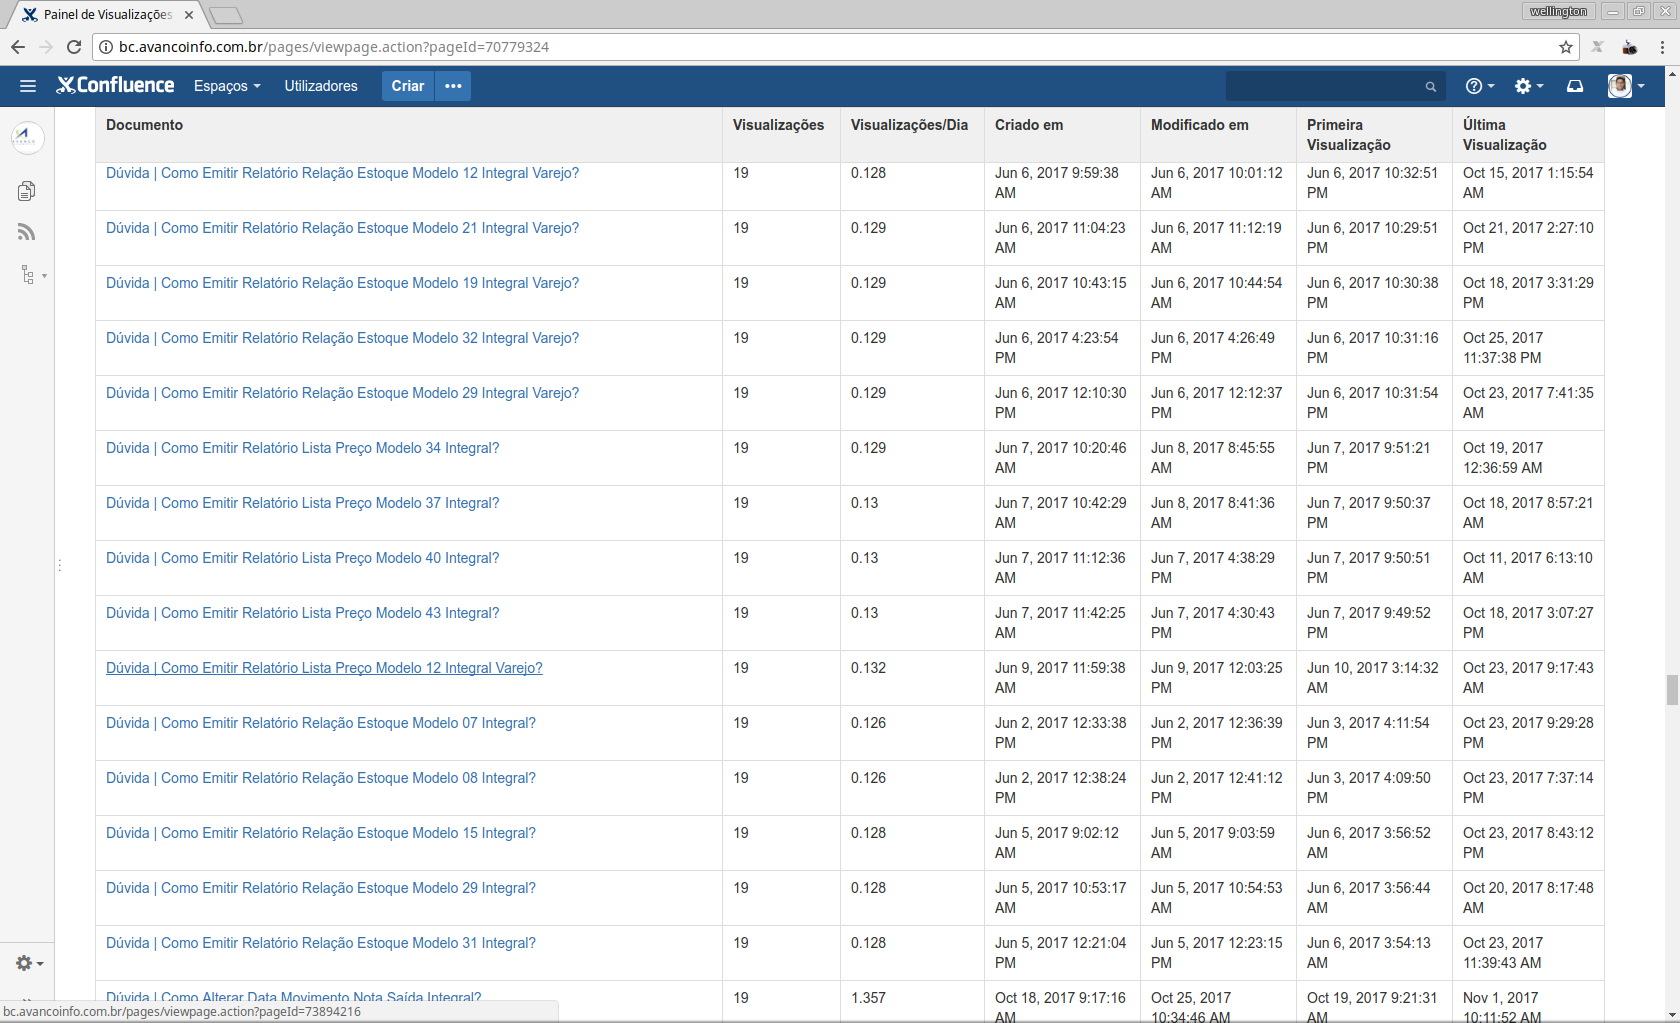 Painel de Visualizações
wellington
bc.avancoinfo.com.br/pages/viewpage.action?pageId=70779324
Confluence Espaços Utilizadores Criar
Documento Visualizações Visualizações/Dia Criado em Modificado em Primeira Visualização Última Visualização
Dúvida | Como Emitir Relatório Relação Estoque Modelo 12 Integral Varejo? 19 0.128 Jun 6, 2017 9:59:38 AM Jun 6, 2017 10:01:12 AM Jun 6, 2017 10:32:51 PM Oct 15, 2017 1:15:54 AM
Dúvida | Como Emitir Relatório Relação Estoque Modelo 21 Integral Varejo? 19 0.129 Jun 6, 2017 11:04:23 AM Jun 6, 2017 11:12:19 AM Jun 6, 2017 10:29:51 PM Oct 21, 2017 2:27:10 PM
Dúvida | Como Emitir Relatório Relação Estoque Modelo 19 Integral Varejo? 19 0.129 Jun 6, 2017 10:43:15 AM Jun 6, 2017 10:44:54 AM Jun 6, 2017 10:30:38 PM Oct 18, 2017 3:31:29 PM
Dúvida | Como Emitir Relatório Relação Estoque Modelo 32 Integral Varejo? 19 0.129 Jun 6, 2017 4:23:54 PM Jun 6, 2017 4:26:49 PM Jun 6, 2017 10:31:16 PM Oct 25, 2017 11:37:38 PM
Dúvida | Como Emitir Relatório Relação Estoque Modelo 29 Integral Varejo? 19 0.129 Jun 6, 2017 12:10:30 PM Jun 6, 2017 12:12:37 PM Jun 6, 2017 10:31:54 PM Oct 23, 2017 7:41:35 AM
Dúvida | Como Emitir Relatório Lista Preço Modelo 34 Integral? 19 0.129 Jun 7, 2017 10:20:46 AM Jun 8, 2017 8:45:55 AM Jun 7, 2017 9:51:21 PM Oct 19, 2017 12:36:59 AM
Dúvida | Como Emitir Relatório Lista Preço Modelo 37 Integral? 19 0.13 Jun 7, 2017 10:42:29 AM Jun 8, 2017 8:41:36 AM Jun 7, 2017 9:50:37 PM Oct 18, 2017 8:57:21 AM
Dúvida | Como Emitir Relatório Lista Preço Modelo 40 Integral? 19 0.13 Jun 7, 2017 11:12:36 AM Jun 7, 2017 4:38:29 PM Jun 7, 2017 9:50:51 PM Oct 11, 2017 6:13:10 AM
Dúvida | Como Emitir Relatório Lista Preço Modelo 43 Integral? 19 0.13 Jun 7, 2017 11:42:25 AM Jun 7, 2017 4:30:43 PM Jun 7, 2017 9:49:52 PM Oct 18, 2017 3:07:27 PM
Dúvida | Como Emitir Relatório Lista Preço Modelo 12 Integral Varejo? 19 0.132 Jun 9, 2017 11:59:38 AM Jun 9, 2017 12:03:25 PM Jun 10, 2017 3:14:32 AM Oct 23, 2017 9:17:43 AM
Dúvida | Como Emitir Relatório Relação Estoque Modelo 07 Integral? 19 0.126 Jun 2, 2017 12:33:38 PM Jun 2, 2017 12:36:39 PM Jun 3, 2017 4:11:54 PM Oct 23, 2017 9:29:28 PM
Dúvida | Como Emitir Relatório Relação Estoque Modelo 08 Integral? 19 0.126 Jun 2, 2017 12:38:24 PM Jun 2, 2017 12:41:12 PM Jun 3, 2017 4:09:50 PM Oct 23, 2017 7:37:14 PM
Dúvida | Como Emitir Relatório Relação Estoque Modelo 15 Integral? 19 0.128 Jun 5, 2017 9:02:12 AM Jun 5, 2017 9:03:59 AM Jun 6, 2017 3:56:52 AM Oct 23, 2017 8:43:12 PM
Dúvida | Como Emitir Relatório Relação Estoque Modelo 29 Integral? 19 0.128 Jun 5, 2017 10:53:17 AM Jun 5, 2017 10:54:53 AM Jun 6, 2017 3:56:44 AM Oct 20, 2017 8:17:48 AM
Dúvida | Como Emitir Relatório Relação Estoque Modelo 31 Integral? 19 0.128 Jun 5, 2017 12:21:04 PM Jun 5, 2017 12:23:15 PM Jun 6, 2017 3:54:13 AM Oct 23, 2017 11:39:43 AM
Dúvida | Como Alterar Data Movimento Nota Saída Integral? 19 1.357 Oct 18, 2017 9:17:16 AM Oct 25, 2017 10:34:46 AM Oct 19, 2017 9:21:31 AM Nov 1, 2017 10:11:52 AM
bc.avancoinfo.com.br/pages/viewpage.action?pageId=73894216